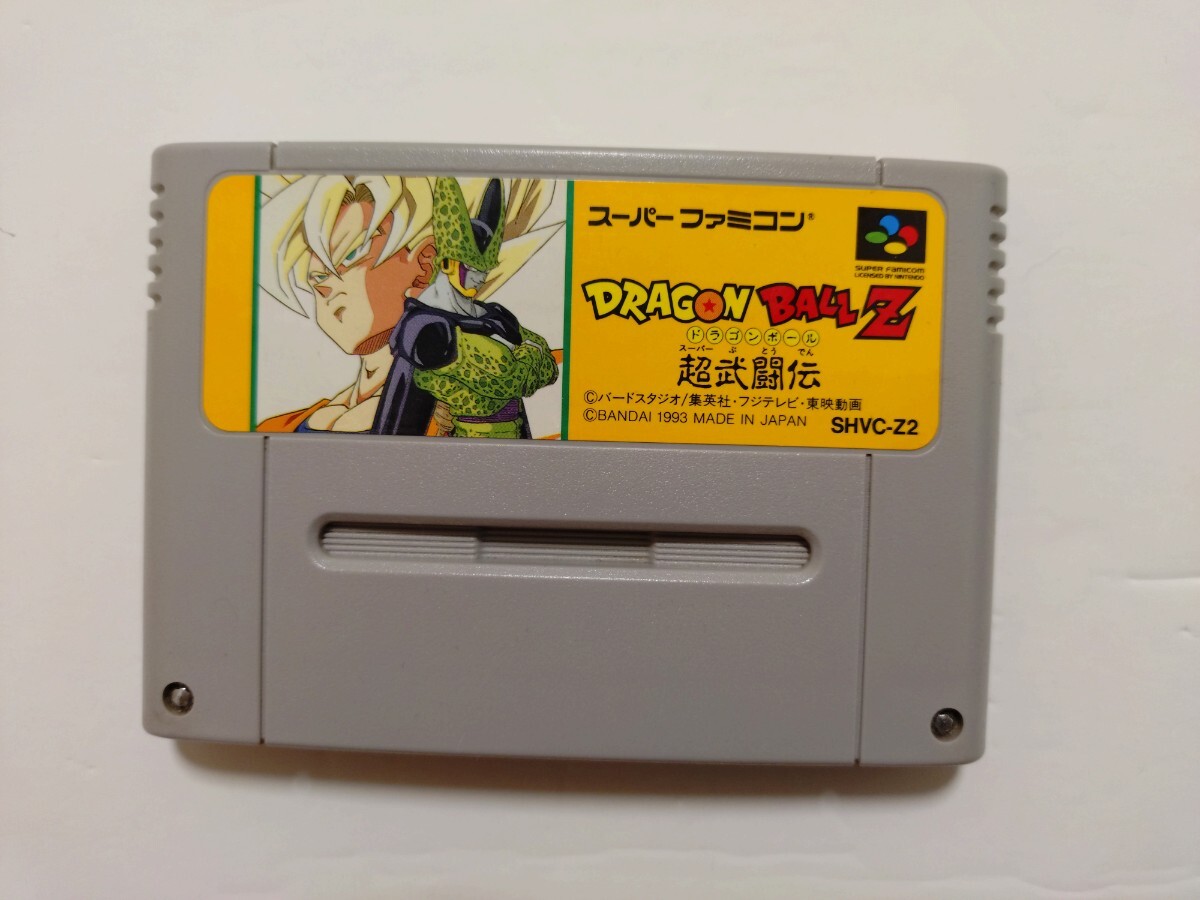 スーパーファミコン®
SUPER FAMICOM
LICENSED BY NINTENDO
DRAGON BALL Z
ドラゴンボール
スーパー ぶ とう でん
超武闘伝
©バードスタジオ/集英社・フジテレビ・東映動画
©BANDAI 1993 MADE IN JAPAN
SHVC-Z2